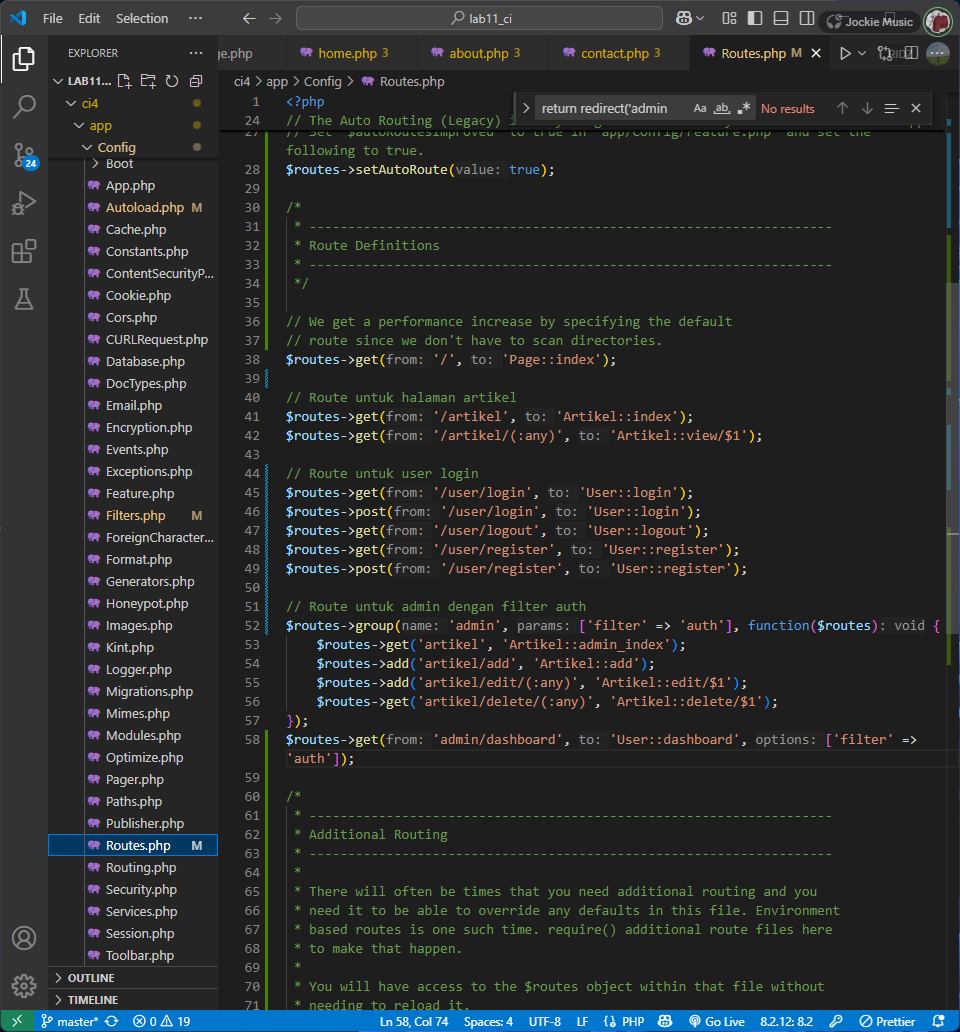 File Edit Selection ··· lab11_ci Jockie Music
EXPLORER ···
ge.php home.php 3 about.php 3 contact.php 3 Routes.php M
LAB11...
ci4
app
Config
Boot
App.php
Autoload.php M
Cache.php
Constants.php
ContentSecurityP...
Cookie.php
Cors.php
CURLRequest.php
Database.php
DocTypes.php
Email.php
Encryption.php
Events.php
Exceptions.php
Feature.php
Filters.php M
ForeignCharacter...
Format.php
Generators.php
Honeypot.php
Images.php
Kint.php
Logger.php
Migrations.php
Mimes.php
Modules.php
Optimize.php
Pager.php
Paths.php
Publisher.php
Routes.php M
Routing.php
Security.php
Services.php
Session.php
Toolbar.php
OUTLINE
TIMELINE
24
ci4 > app > Config > Routes.php
return redirect('admin Aa ab .* No results
1 <?php
24 // The Auto Routing (Legacy) i
27 // Set `$autoRoutesImproved` to true in `app/Config/Feature.php` and set the
following to true.
28 $routes->setAutoRoute(value: true);
29
30 /*
31 * --------------------------------------------------------------------
32 * Route Definitions
33 * --------------------------------------------------------------------
34 */
35
36 // We get a performance increase by specifying the default
37 // route since we don't have to scan directories.
38 $routes->get(from: '/', to: 'Page::index');
39
40 // Route untuk halaman artikel
41 $routes->get(from: '/artikel', to: 'Artikel::index');
42 $routes->get(from: '/artikel/(:any)', to: 'Artikel::view/$1');
43
44 // Route untuk user login
45 $routes->get(from: '/user/login', to: 'User::login');
46 $routes->post(from: '/user/login', to: 'User::login');
47 $routes->get(from: '/user/logout', to: 'User::logout');
48 $routes->get(from: '/user/register', to: 'User::register');
49 $routes->post(from: '/user/register', to: 'User::register');
50
51 // Route untuk admin dengan filter auth
52 $routes->group(name: 'admin', params: ['filter' => 'auth'], function($routes): void {
53 $routes->get('artikel', 'Artikel::admin_index');
54 $routes->add('artikel/add', 'Artikel::add');
55 $routes->add('artikel/edit/(:any)', 'Artikel::edit/$1');
56 $routes->get('artikel/delete/(:any)', 'Artikel::delete/$1');
57 });
58 $routes->get(from: 'admin/dashboard', to: 'User::dashboard', options: ['filter' =>
'auth']);
59
60 /*
61 * --------------------------------------------------------------------
62 * Additional Routing
63 * --------------------------------------------------------------------
64 *
65 * There will often be times that you need additional routing and you
66 * need it to be able to override any defaults in this file. Environment
67 * based routes is one such time. require() additional route files here
68 * to make that happen.
69 *
70 * You will have access to the $routes object within that file without
71 * needing to reload it.
master* 0 19 Ln 58, Col 74 Spaces: 4 UTF-8 LF {} PHP Go Live 8.2.12: 8.2 Prettier